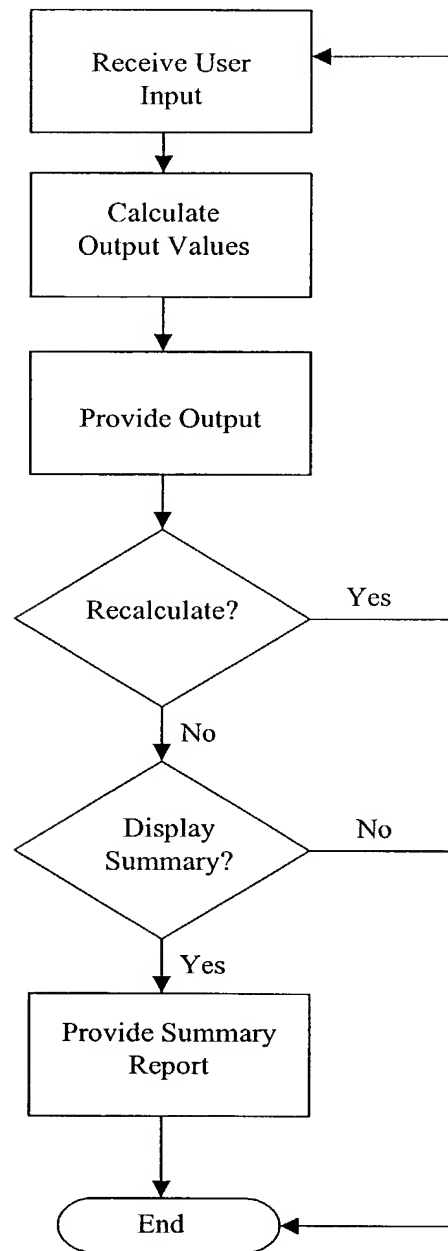 Receive User
Input
Calculate
Output Values
Provide Output
Recalculate?
Yes
No
Display
Summary?
No
Yes
Provide Summary
Report
End